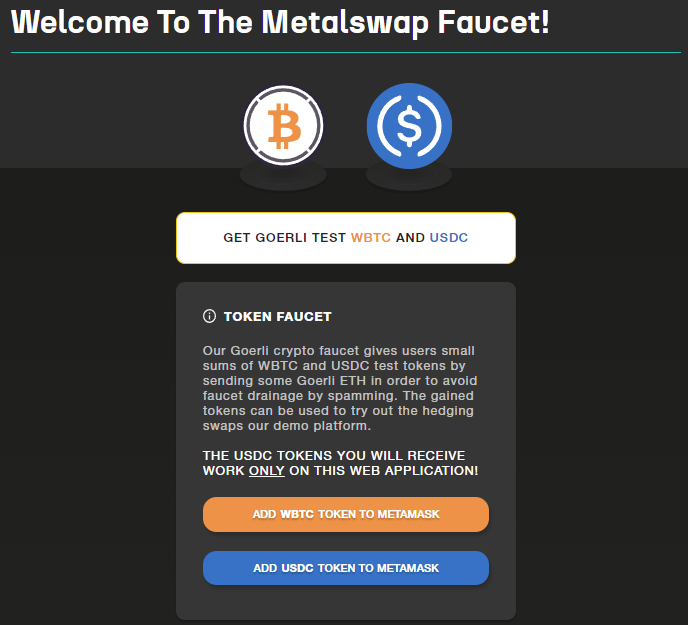 Welcome To The Metalswap Faucet!
GET GOERLI TEST WBTC AND USDC
TOKEN FAUCET
Our Goerli crypto faucet gives users small
sums of WBTC and USDC test tokens by
sending some Goerli ETH in order to avoid
faucet drainage by spamming. The gained
tokens can be used to try out the hedging
swaps our demo platform.
THE USDC TOKENS YOU WILL RECEIVE
WORK ONLY ON THIS WEB APPLICATION!
ADD WBTC TOKEN TO METAMASK
ADD USDC TOKEN TO METAMASK